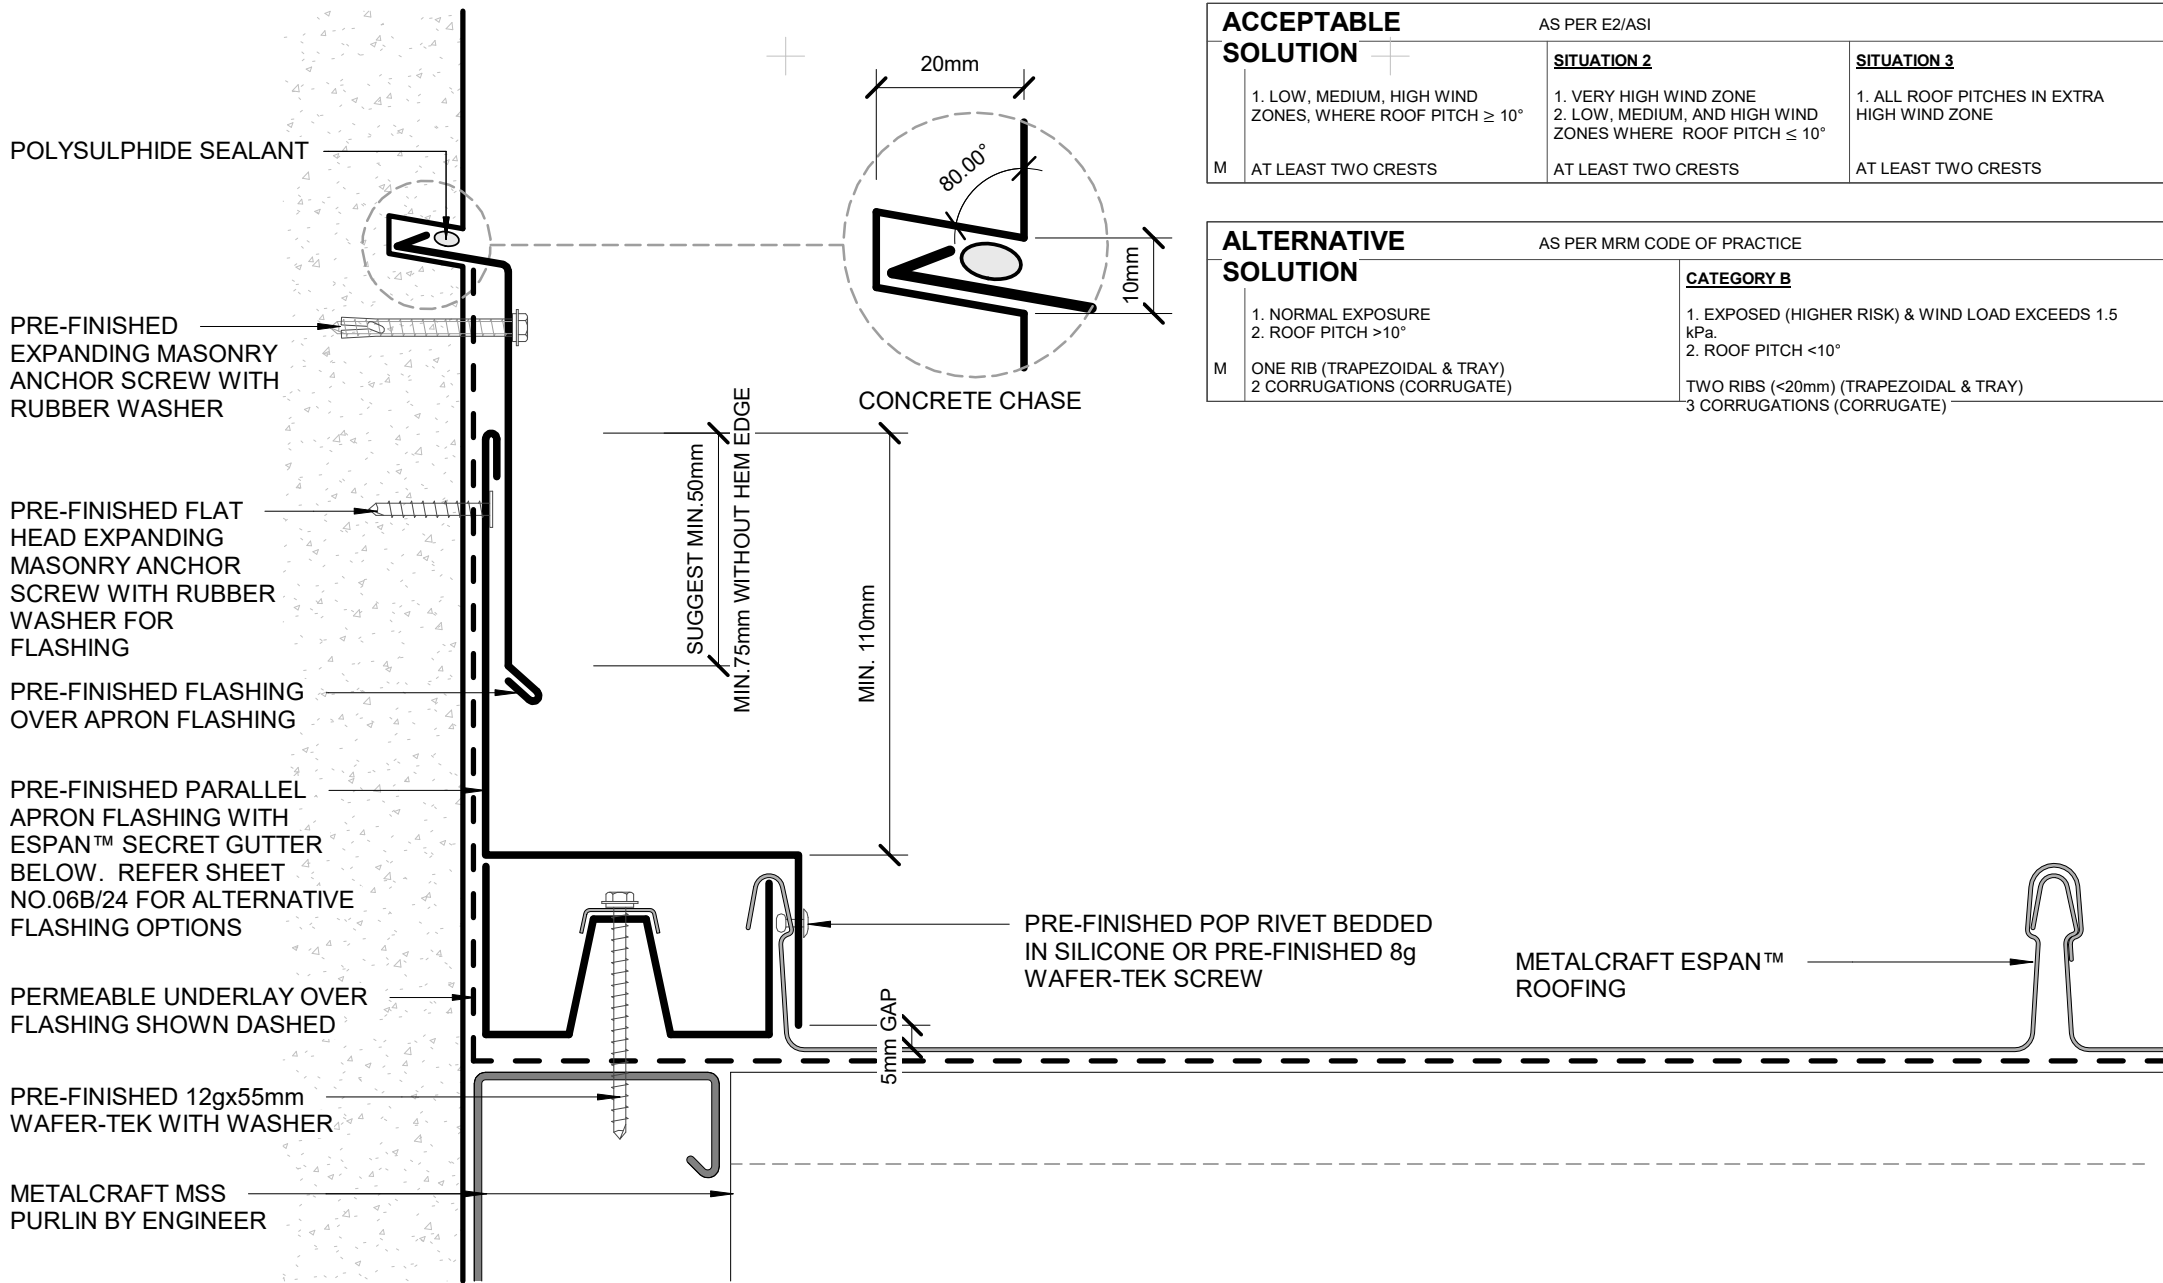 POLYSULPHIDE SEALANT
PRE-FINISHED
EXPANDING MASONRY
ANCHOR SCREW WITH
RUBBER WASHER
PRE-FINISHED FLAT
HEAD EXPANDING
MASONRY ANCHOR
SCREW WITH RUBBER
WASHER FOR
FLASHING
PRE-FINISHED FLASHING
OVER APRON FLASHING
PRE-FINISHED PARALLEL
APRON FLASHING WITH
ESPAN™ SECRET GUTTER
BELOW. REFER SHEET
NO.06B/24 FOR ALTERNATIVE
FLASHING OPTIONS
PERMEABLE UNDERLAY OVER
FLASHING SHOWN DASHED
PRE-FINISHED 12gx55mm
WAFER-TEK WITH WASHER
METALCRAFT MSS
PURLIN BY ENGINEER
20mm
80.00°
10mm
CONCRETE CHASE
SUGGEST MIN.50mm
MIN.75mm WITHOUT HEM EDGE
MIN. 110mm
5mm GAP
PRE-FINISHED POP RIVET BEDDED
IN SILICONE OR PRE-FINISHED 8g
WAFER-TEK SCREW
METALCRAFT ESPAN™
ROOFING
ACCEPTABLE
SOLUTION
AS PER E2/ASI
1. LOW, MEDIUM, HIGH WIND
ZONES, WHERE ROOF PITCH ≥ 10°
SITUATION 2
1. VERY HIGH WIND ZONE
2. LOW, MEDIUM, AND HIGH WIND
ZONES WHERE ROOF PITCH ≤ 10°
SITUATION 3
1. ALL ROOF PITCHES IN EXTRA
HIGH WIND ZONE
M AT LEAST TWO CRESTS
AT LEAST TWO CRESTS
AT LEAST TWO CRESTS
ALTERNATIVE
SOLUTION
AS PER MRM CODE OF PRACTICE
1. NORMAL EXPOSURE
2. ROOF PITCH >10°
M ONE RIB (TRAPEZOIDAL & TRAY)
2 CORRUGATIONS (CORRUGATE)
CATEGORY B
1. EXPOSED (HIGHER RISK) & WIND LOAD EXCEEDS 1.5
kPa.
2. ROOF PITCH <10°
TWO RIBS (<20mm) (TRAPEZOIDAL & TRAY)
3 CORRUGATIONS (CORRUGATE)